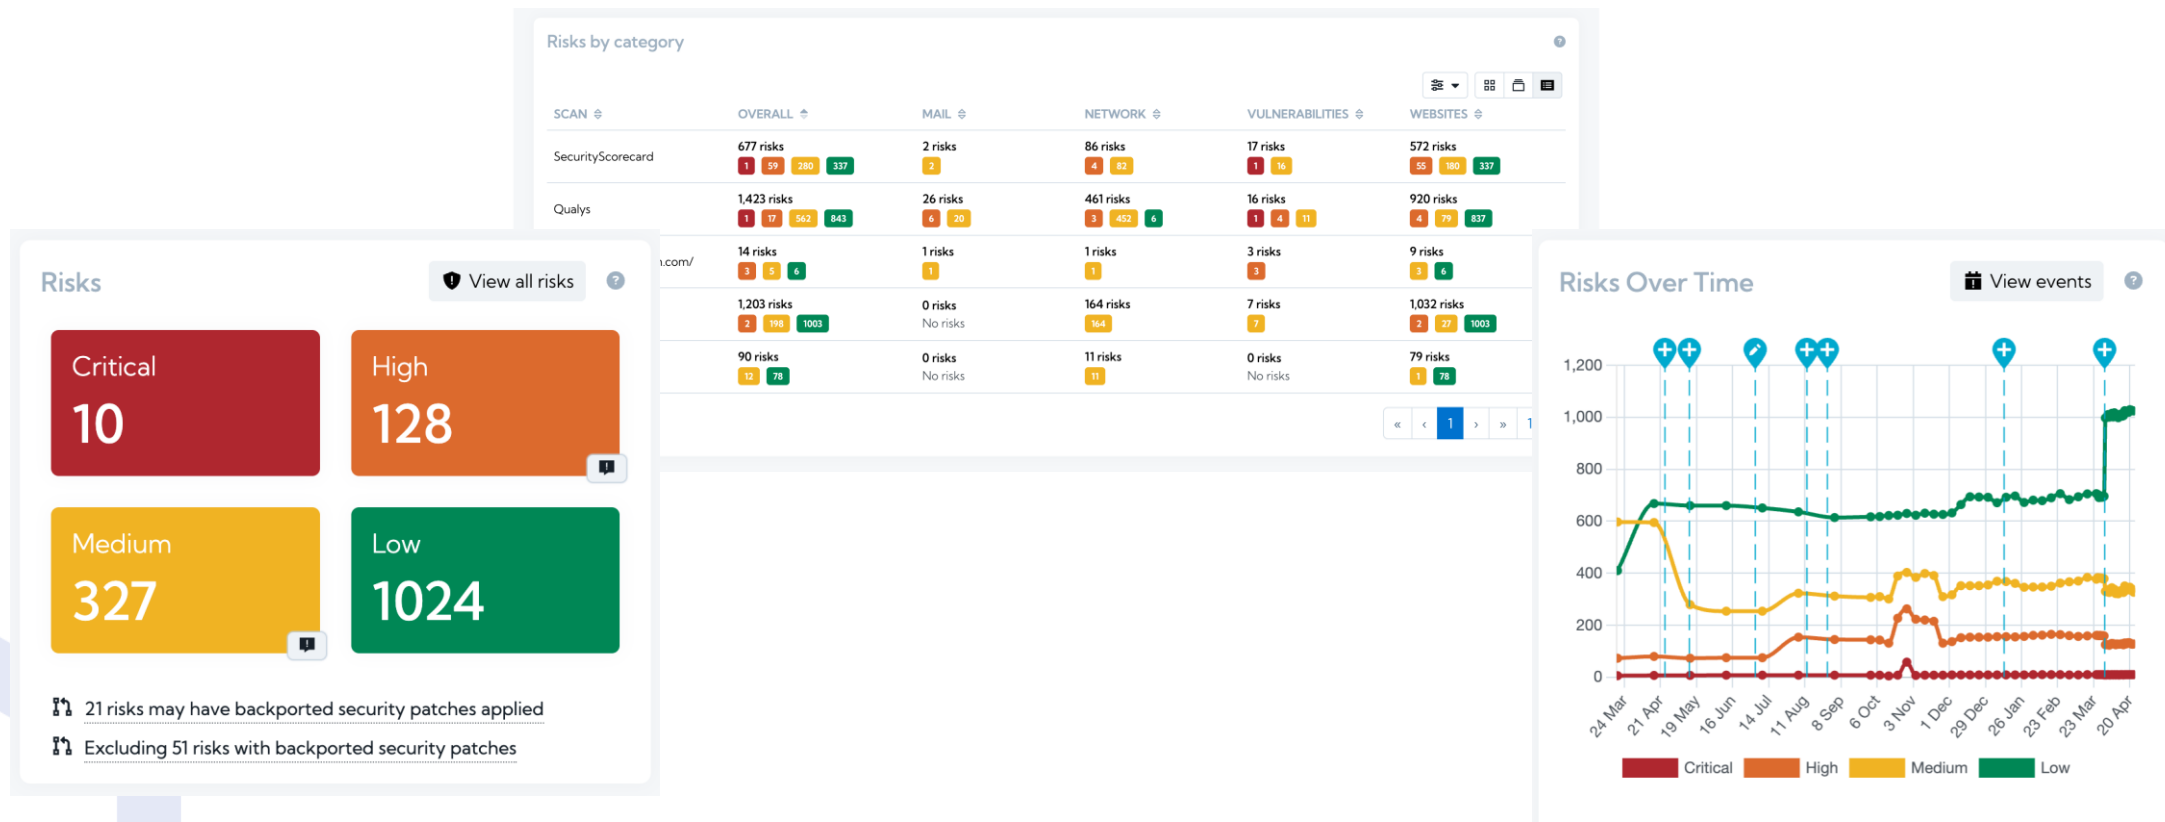 Risks by category
SCAN OVERALL MAIL NETWORK VULNERABILITIES WEBSITES
SecurityScorecard
677 risks 2 risks 86 risks 17 risks 572 risks
1 59 280 337 2 4 82 1 16 55 180 337
Qualys
1,423 risks 26 risks 461 risks 16 risks 920 risks
1 17 562 843 6 20 3 452 6 1 4 11 4 79 837
.com/
14 risks 1 risks 1 risks 3 risks 9 risks
3 5 6 1 1 3 3 6
1,203 risks 0 risks 164 risks 7 risks 1,032 risks
2 198 1003 No risks 164 7 2 27 1003
90 risks 0 risks 11 risks 0 risks 79 risks
12 78 No risks 11 No risks 1 78
« ‹ 1 › »
Risks
View all risks
Critical
10
High
128
Medium
327
Low
1024
21 risks may have backported security patches applied
Excluding 51 risks with backported security patches
Risks Over Time
View events
1,200
1,000
800
600
400
200
0
24 Mar 21 Apr 19 May 16 Jun 14 Jul 11 Aug 8 Sep 6 Oct 3 Nov 1 Dec 29 Dec 26 Jan 23 Feb 23 Mar 20 Apr
Critical High Medium Low